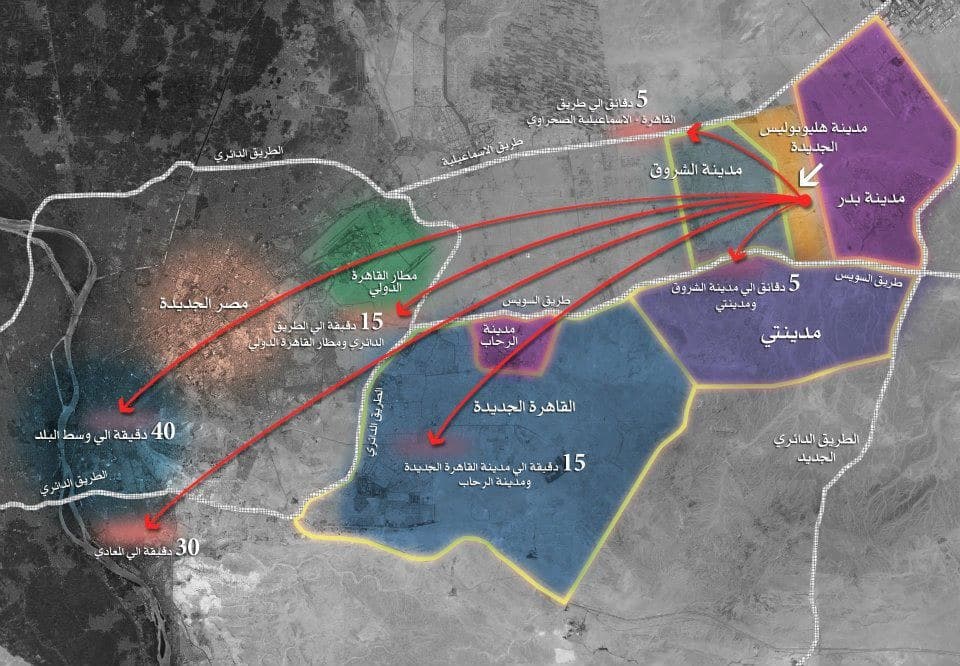 5 دقائق الي طريق
القاهرة - الاسماعيلية الصحراوي
مدينة هليوبوليس
الجديدة
طريق الاسماعيلية
الطريق الدائري
مدينة الشروق
مدينة بدر
مطار القاهرة
الدولي
طريق السويس
5 دقائق الي مدينة الشروق
ومدينتي
طريق السويس
مصر الجديدة
15 دقيقة الي الطريق
الدائري ومطار القاهرة الدولي
مدينة
الرحاب
مدينتي
الطريق الدائري
القاهرة الجديدة
40 دقيقة الي وسط البلد
الطريق الدائري
الجديد
15 دقيقة الي مدينة القاهرة الجديدة
ومدينة الرحاب
الطريق الدائري
30 دقيقة الي المعادي